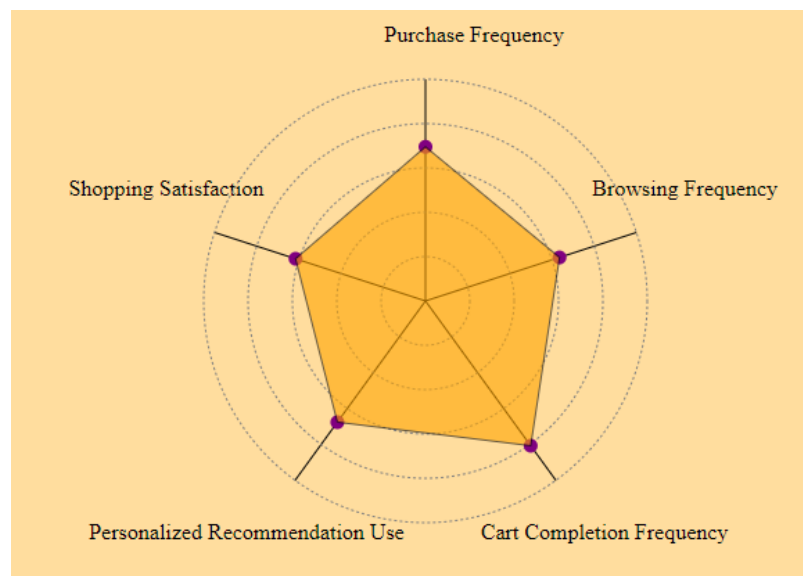 Purchase Frequency
Shopping Satisfaction
Browsing Frequency
Personalized Recommendation Use
Cart Completion Frequency